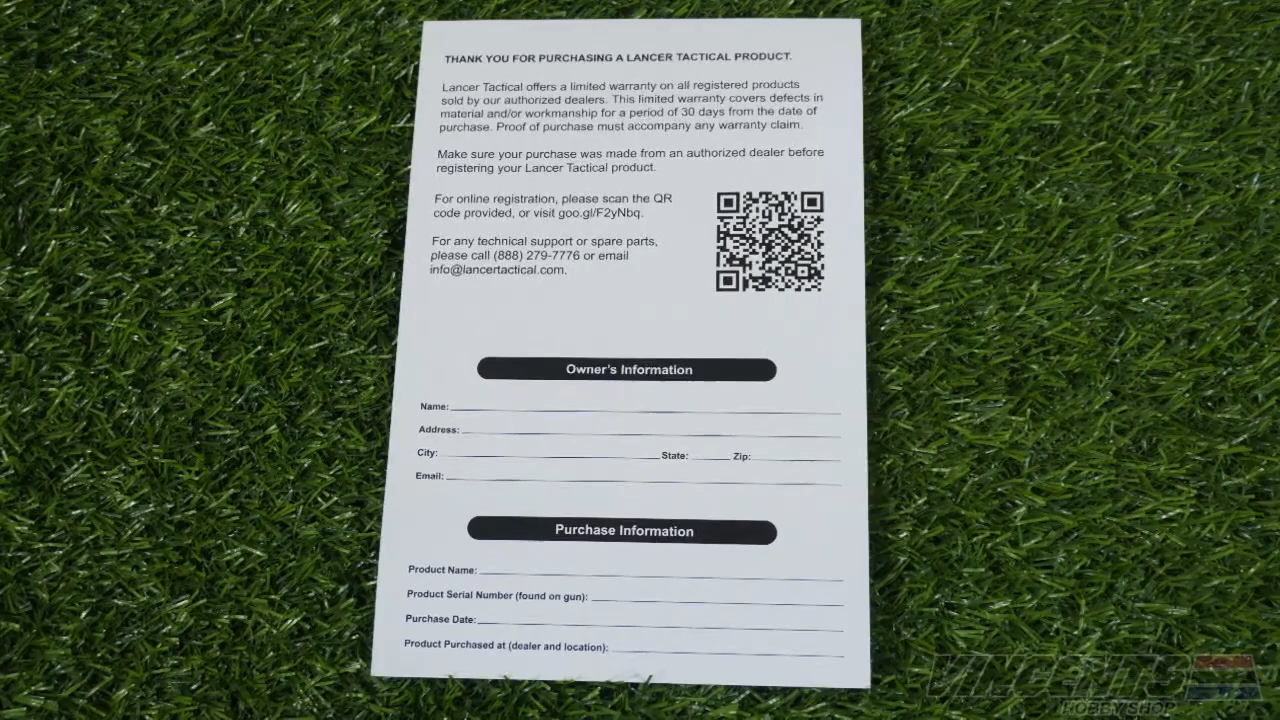 THANK YOU FOR PURCHASING A LANCER TACTICAL PRODUCT.
Lancer Tactical offers a limited warranty on all registered products
sold by our authorized dealers. This limited warranty covers defects in
material and/or workmanship for a period of 30 days from the date of
purchase. Proof of purchase must accompany any warranty claim.
Make sure your purchase was made from an authorized dealer before
registering your Lancer Tactical product.
For online registration, please scan the QR
code provided, or visit goo.gl/F2yNbq.
For any technical support or spare parts,
please call (888) 279-7776 or email
info@lancertactical.com.
Owner's Information
Name:
Address:
City: State: Zip:
Email:
Purchase Information
Product Name:
Product Serial Number (found on gun):
Purchase Date:
Product Purchased at (dealer and location):
VINCENTS
HOBBY SHOP